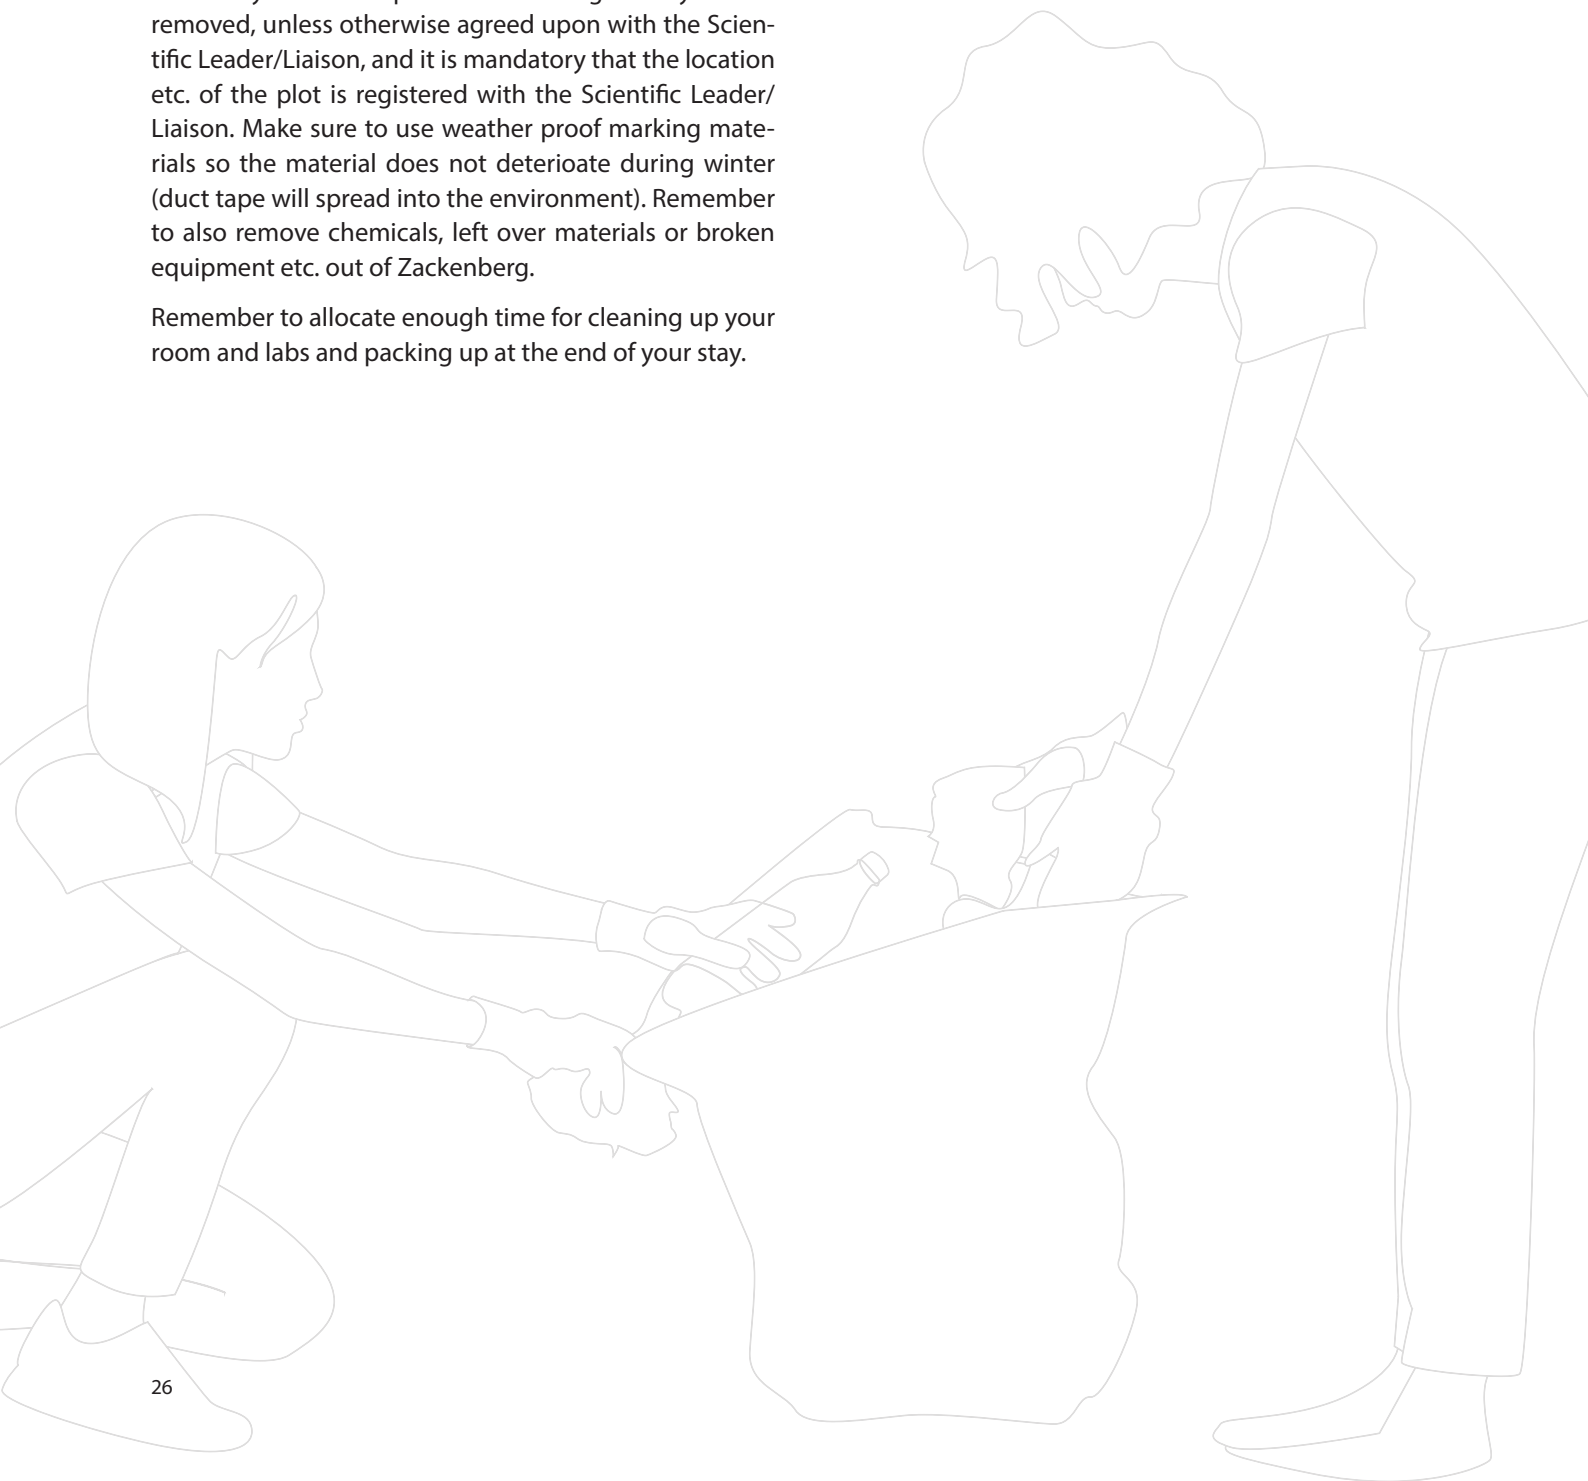 removed, unless otherwise agreed upon with the Scien-
tific Leader/Liaison, and it is mandatory that the location
etc. of the plot is registered with the Scientific Leader/
Liaison. Make sure to use weather proof marking mate-
rials so the material does not deterioate during winter
(duct tape will spread into the environment). Remember
to also remove chemicals, left over materials or broken
equipment etc. out of Zackenberg.
Remember to allocate enough time for cleaning up your
room and labs and packing up at the end of your stay.
26